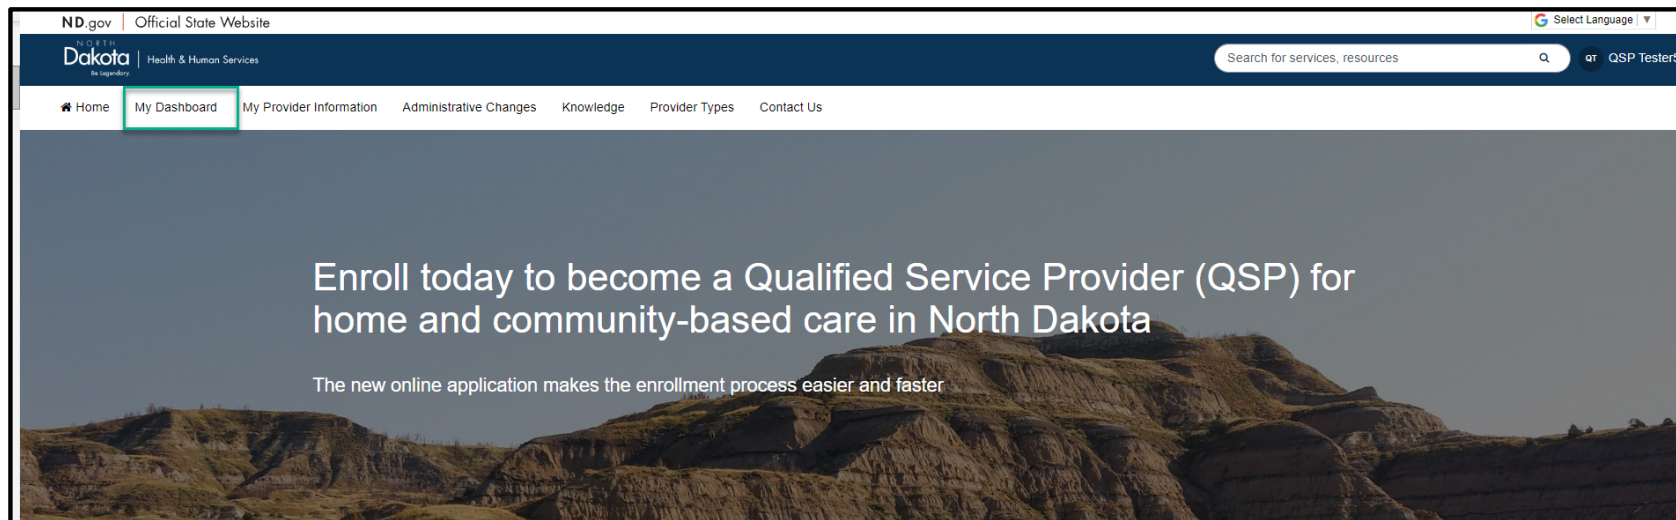 ND.gov | Official State Website
Select Language ▼
NORTH
Dakota | Health & Human Services
Be Legendary.
Search for services, resources
QT QSP Tester5
Home My Dashboard My Provider Information Administrative Changes Knowledge Provider Types Contact Us
Enroll today to become a Qualified Service Provider (QSP) for
home and community-based care in North Dakota
The new online application makes the enrollment process easier and faster